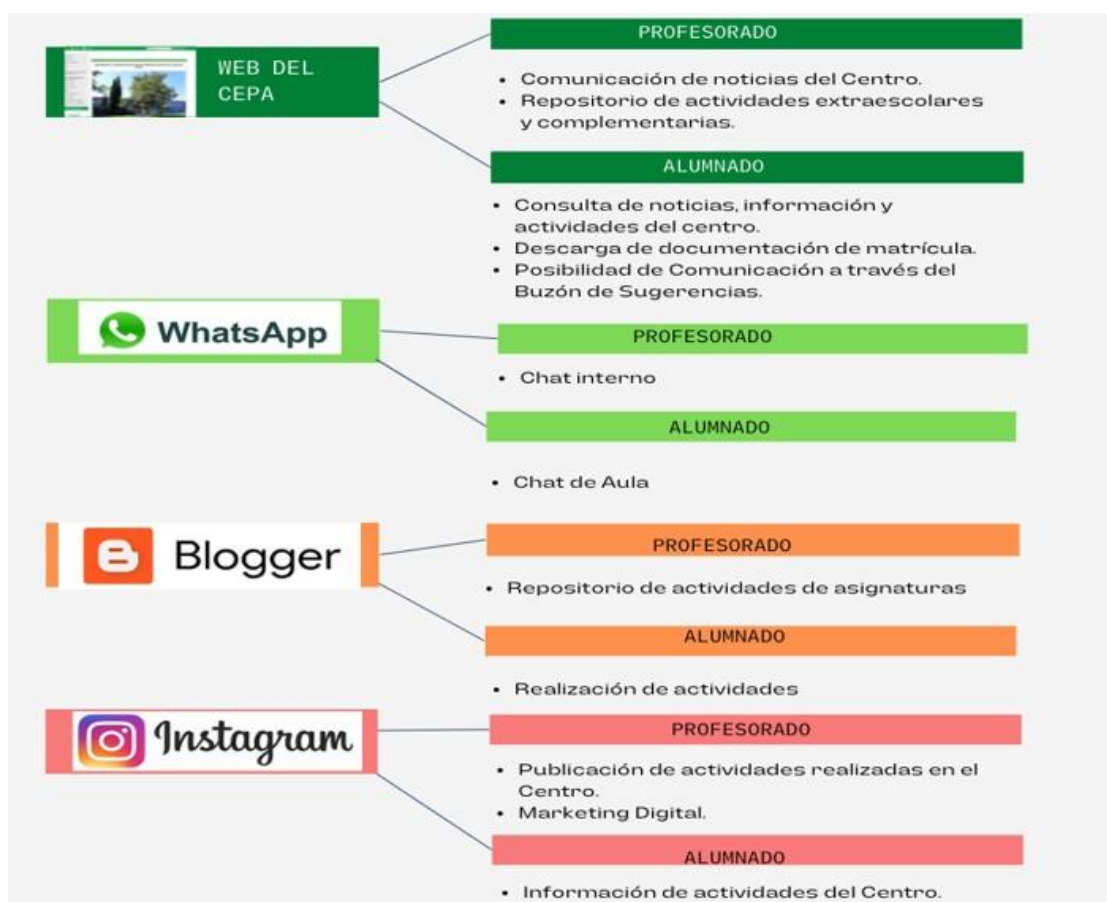 WEB DEL
CEPA
PROFESORADO
• Comunicación de noticias del Centro.
• Repositorio de actividades extraescolares
y complementarias.
ALUMNADO
• Consulta de noticias, información y
actividades del centro.
• Descarga de documentación de matrícula.
• Posibilidad de Comunicación a través del
Buzón de Sugerencias.
WhatsApp
PROFESORADO
• Chat interno
ALUMNADO
• Chat de Aula
Blogger
PROFESORADO
• Repositorio de actividades de asignaturas
ALUMNADO
• Realización de actividades
Instagram
PROFESORADO
• Publicación de actividades realizadas en el
Centro.
• Marketing Digital.
ALUMNADO
• Información de actividades del Centro.